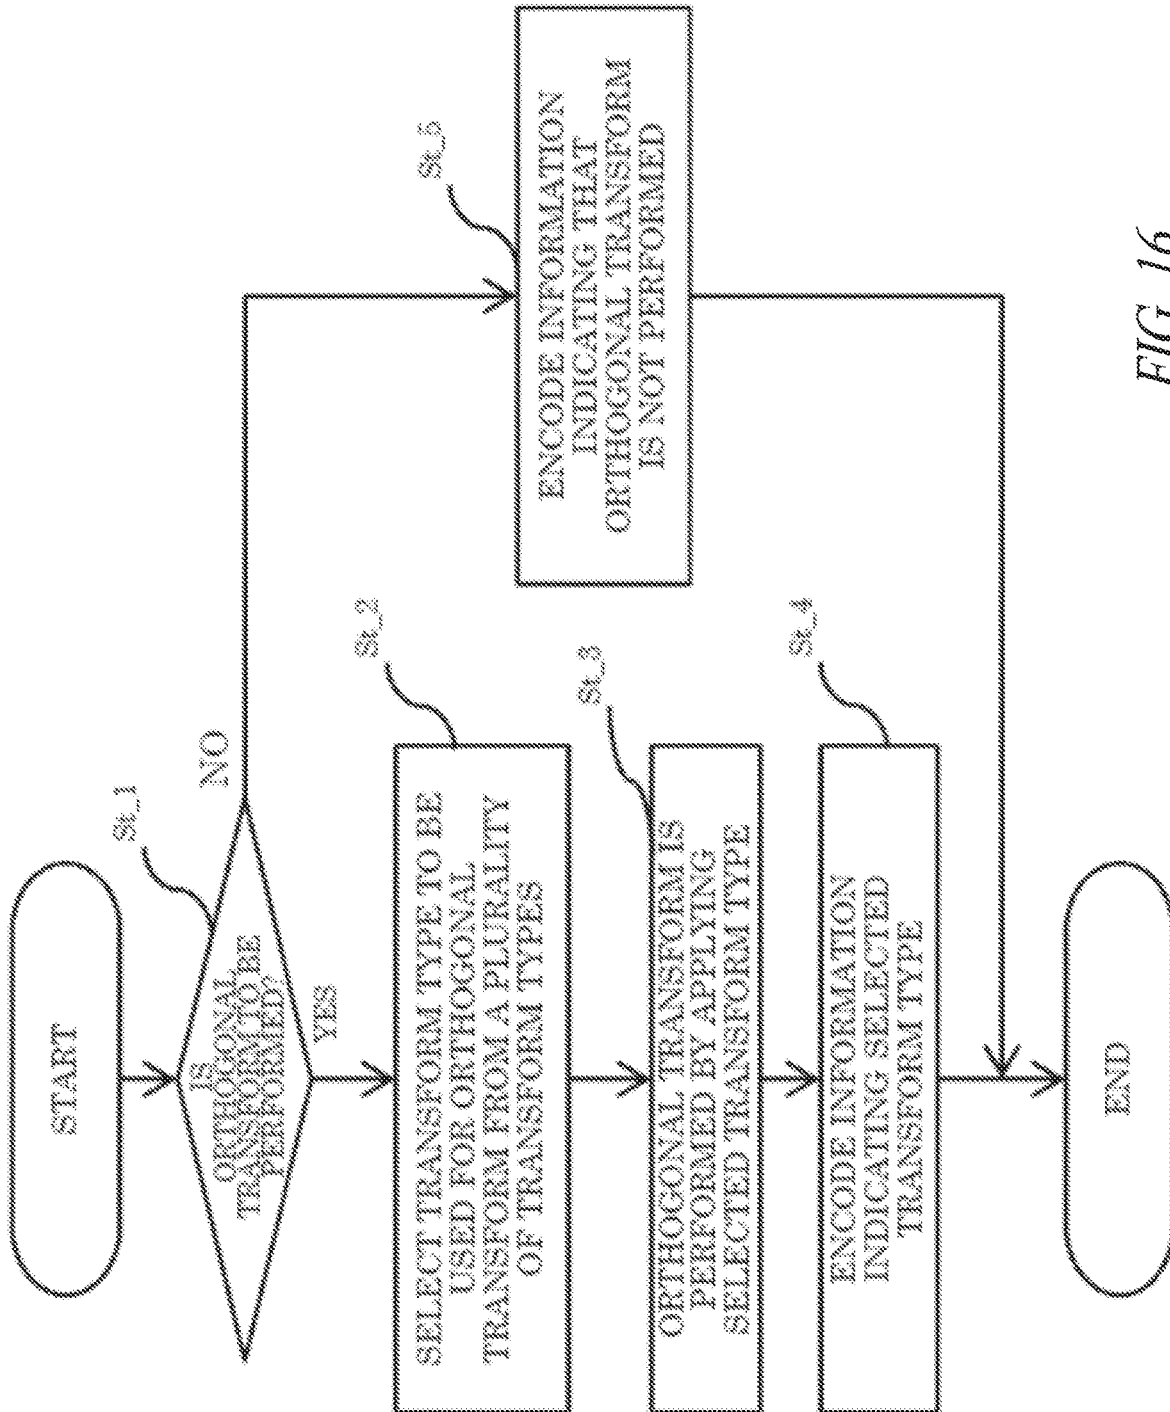 START
St_1
IS
ORTHOGONAL
TRANSFORM TO BE
PERFORMED?
NO
YES
St_2
SELECT TRANSFORM TYPE TO BE
USED FOR ORTHOGONAL
TRANSFORM FROM A PLURALITY
OF TRANSFORM TYPES
St_3
ORTHOGONAL TRANSFORM IS
PERFORMED BY APPLYING
SELECTED TRANSFORM TYPE
St_4
ENCODE INFORMATION
INDICATING SELECTED
TRANSFORM TYPE
St_5
ENCODE INFORMATION
INDICATING THAT
ORTHOGONAL TRANSFORM
IS NOT PERFORMED
END
FIG. 16